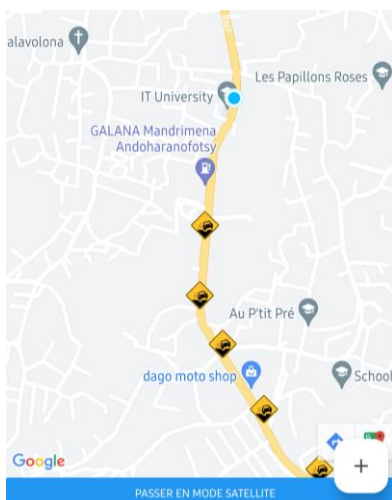 alavolona
Les Papillons Roses
IT University
GALANA Mandrimena
Andoharanofotsy
Au P'tit Pré
dago moto shop
School
Google
+
PASSER EN MODE SATELLITE